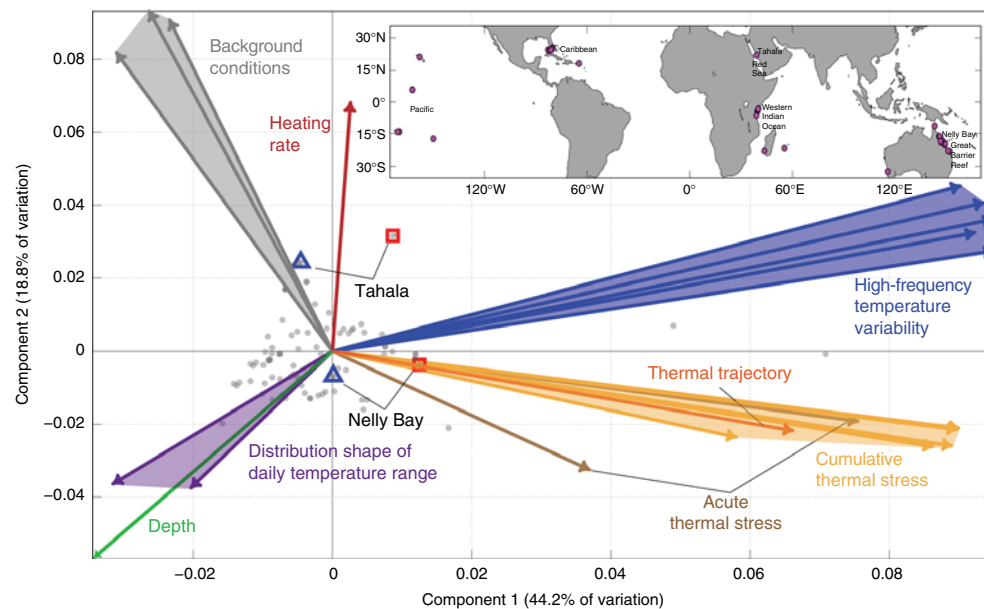 0.08
0.06
0.04
0.02
0
−0.02
−0.04
Component 2 (18.8% of variation)
Background
conditions
Heating
rate
30°N
15°N
0°
15°S
30°S
Caribbean
Pacific
Tahala
Red
Sea
Western
Indian
Ocean
Nelly Bay
Great
Barrier
Reef
120°W
60°W
0°
60°E
120°E
Tahala
High-frequency
temperature
variability
Thermal trajectory
Nelly Bay
Distribution shape of
daily temperature range
Cumulative
thermal stress
Acute
thermal stress
Depth
−0.02
0
0.02
0.04
0.06
0.08
Component 1 (44.2% of variation)